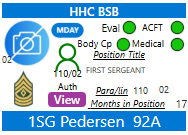 HHC BSB
MDAY Eval ACFT
Body Cp Medical
02 Position Title
110/02 FIRST SERGEANT
Auth Para/lin 110 02
View Months in Position 17
1SG Pedersen 92A